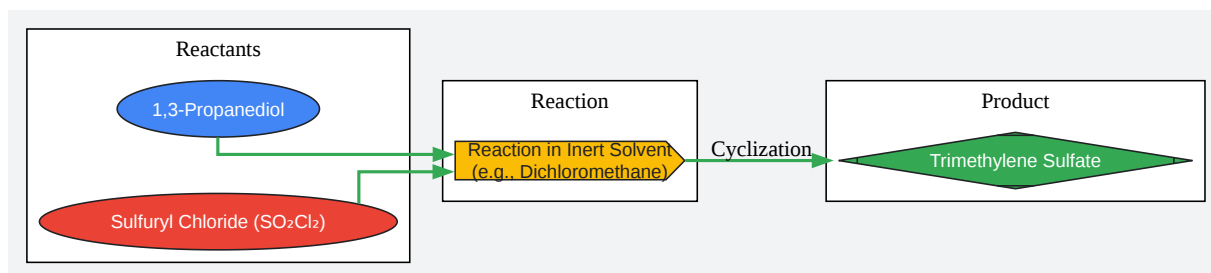 Reactants
1,3-Propanediol
Sulfuryl Chloride (SO₂Cl₂)
Reaction
Reaction in Inert Solvent
(e.g., Dichloromethane)
Cyclization
Product
Trimethylene Sulfate